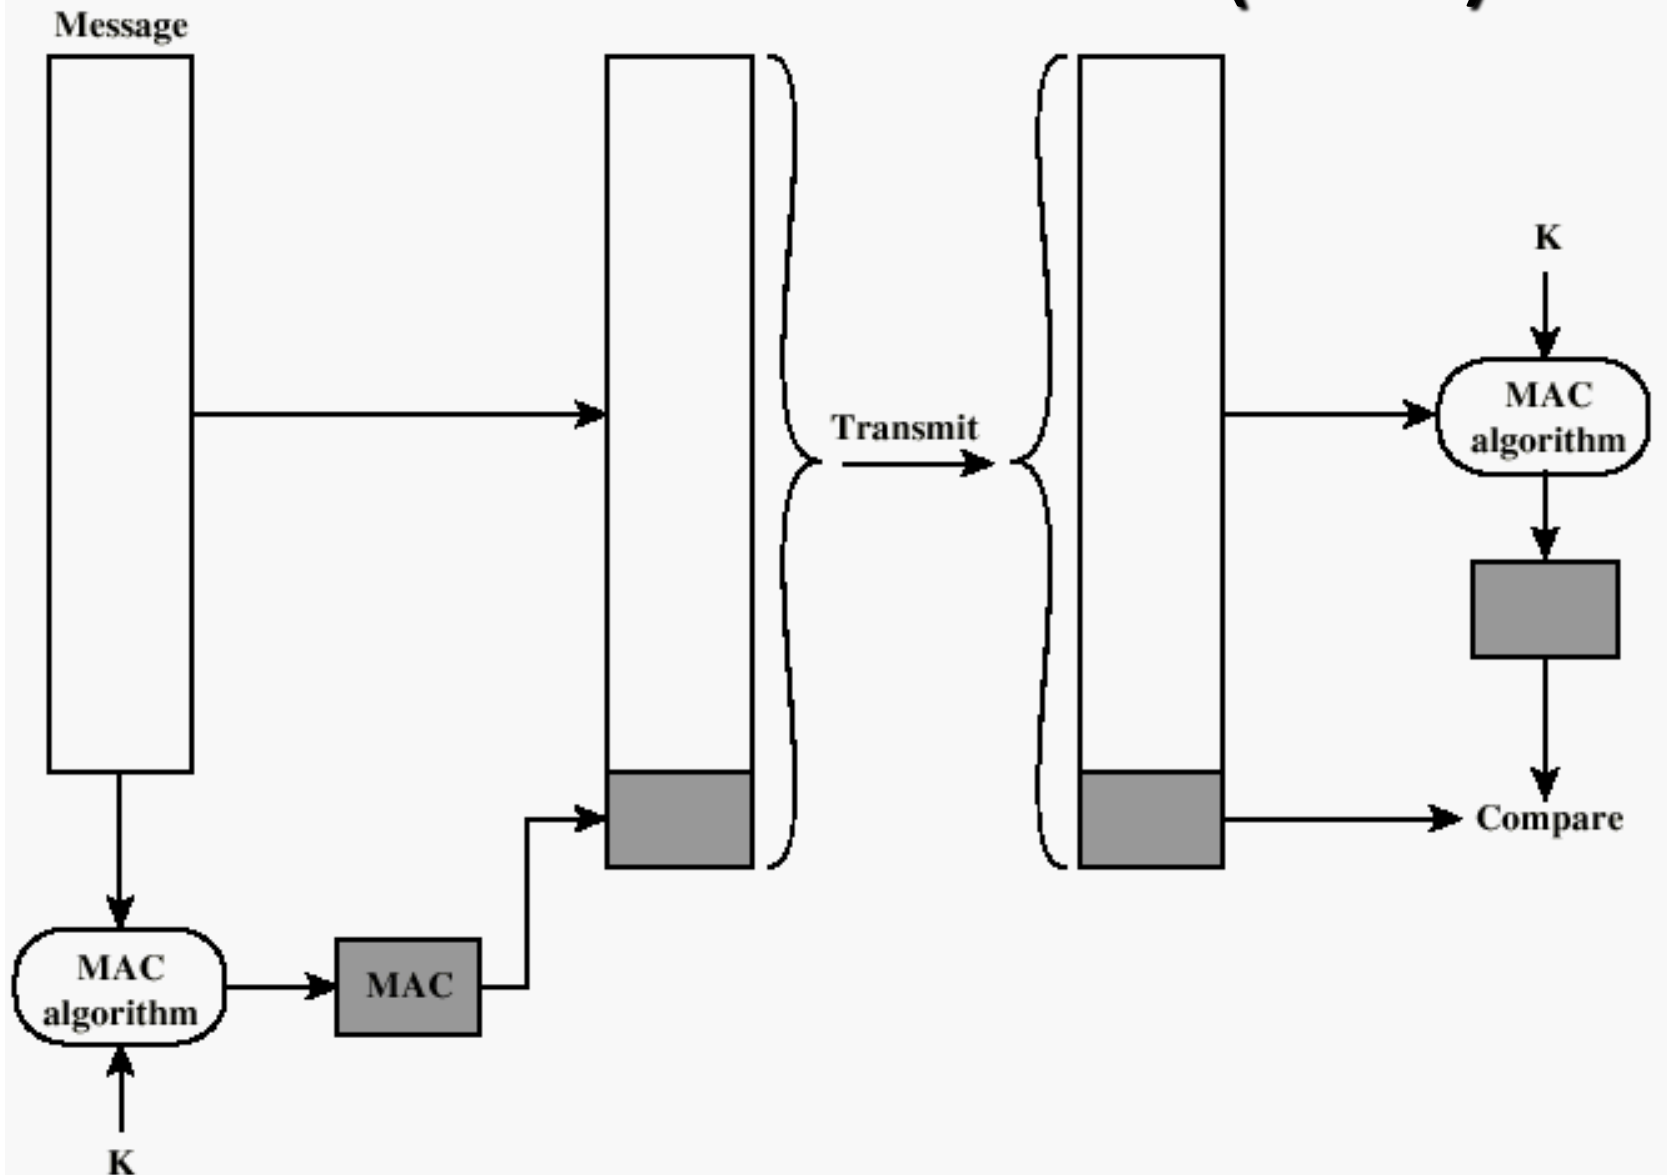 Message
K
MAC
algorithm
Transmit
Compare
MAC
algorithm
MAC
K